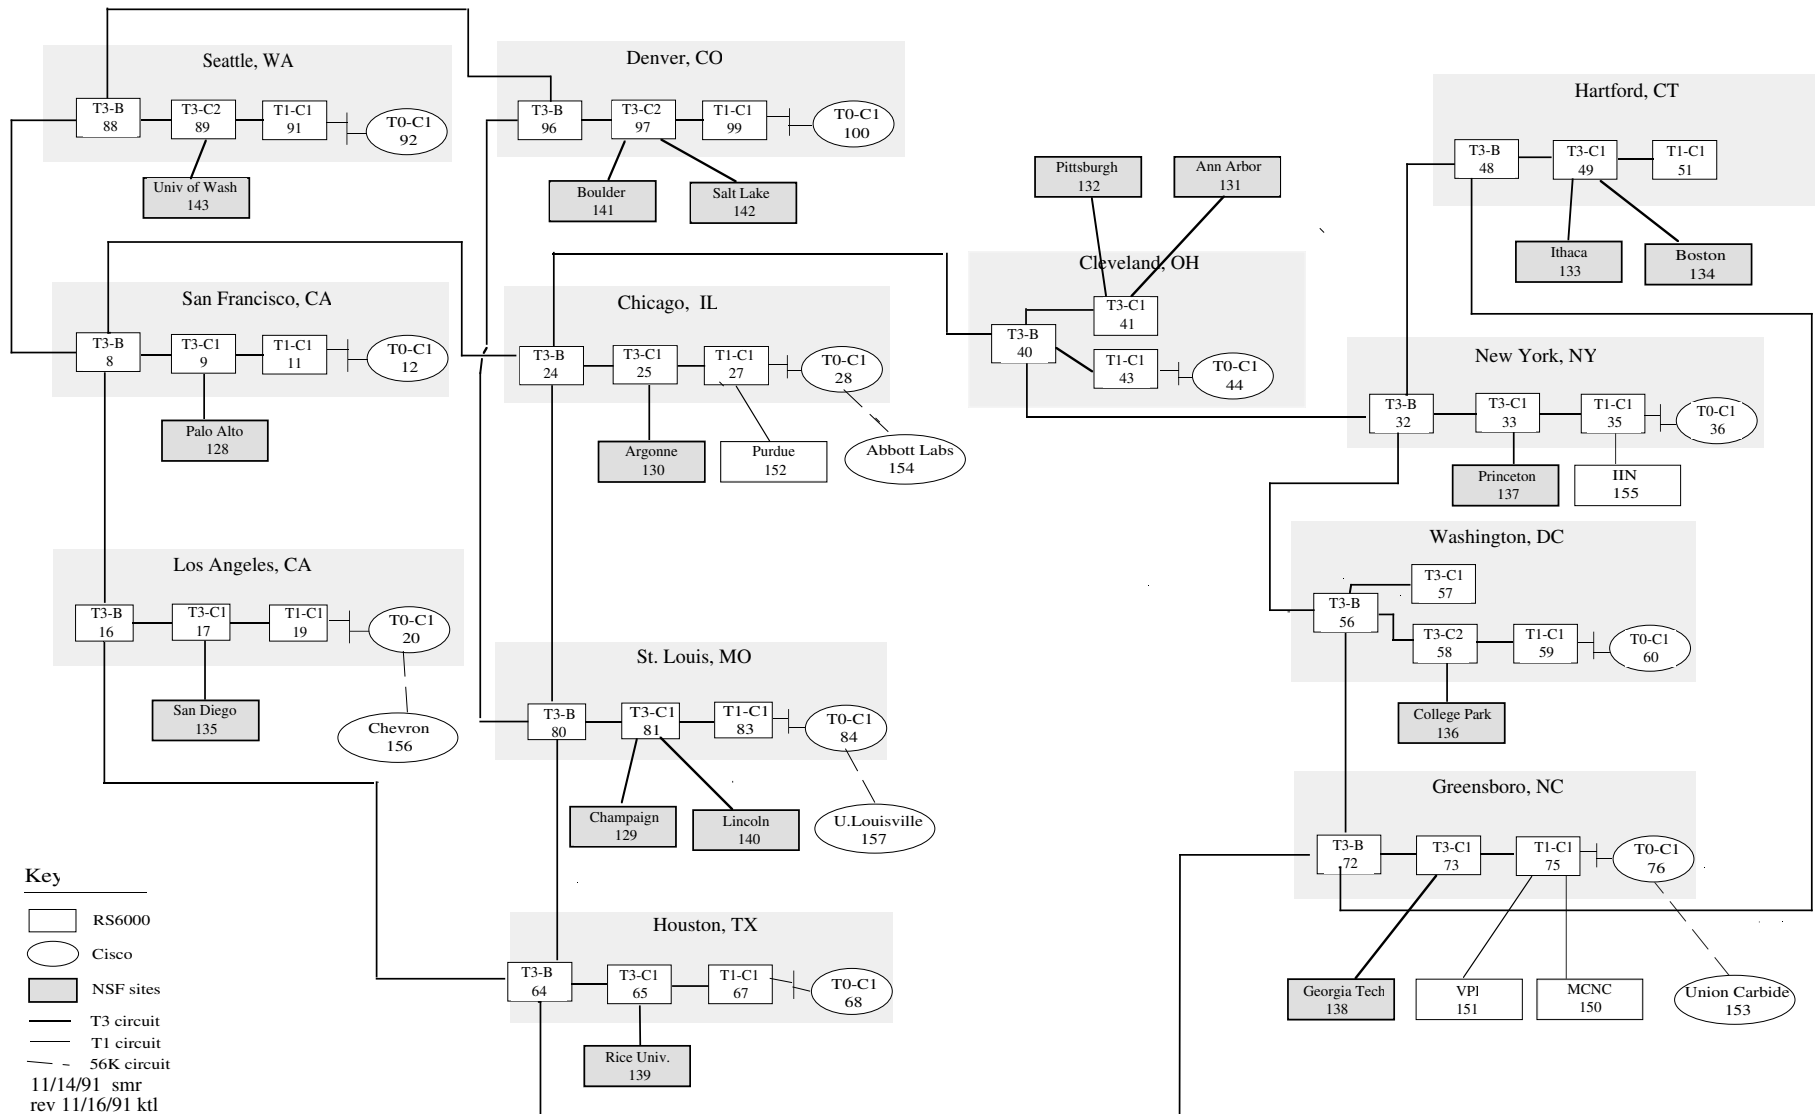 Seattle, WA
T3-B
88
T3-C2
89
T1-C1
91
T0-C1
92
Univ of Wash
143
Denver, CO
T3-B
96
T3-C2
97
T1-C1
99
T0-C1
100
Boulder
141
Salt Lake
142
Pittsburgh
132
Ann Arbor
131
Hartford, CT
T3-B
48
T3-C1
49
T1-C1
51
Ithaca
133
Boston
134
San Francisco, CA
T3-B
8
T3-C1
9
T1-C1
11
T0-C1
12
Palo Alto
128
Chicago, IL
T3-B
24
T3-C1
25
T1-C1
27
T0-C1
28
Argonne
130
Purdue
152
Abbott Labs
154
Cleveland, OH
T3-B
40
T3-C1
41
T1-C1
43
T0-C1
44
New York, NY
T3-B
32
T3-C1
33
T1-C1
35
T0-C1
36
Princeton
137
IIN
155
Los Angeles, CA
T3-B
16
T3-C1
17
T1-C1
19
T0-C1
20
San Diego
135
Chevron
156
St. Louis, MO
T3-B
80
T3-C1
81
T1-C1
83
T0-C1
84
Champaign
129
Lincoln
140
U.Louisville
157
Washington, DC
T3-C1
57
T3-B
56
T3-C2
58
T1-C1
59
T0-C1
60
College Park
136
Greensboro, NC
T3-B
72
T3-C1
73
T1-C1
75
T0-C1
76
Georgia Tech
138
VPI
151
MCNC
150
Union Carbide
153
Houston, TX
T3-B
64
T3-C1
65
T1-C1
67
T0-C1
68
Rice Univ.
139
Key
RS6000
Cisco
NSF sites
T3 circuit
T1 circuit
56K circuit
11/14/91 smr
rev 11/16/91 ktl